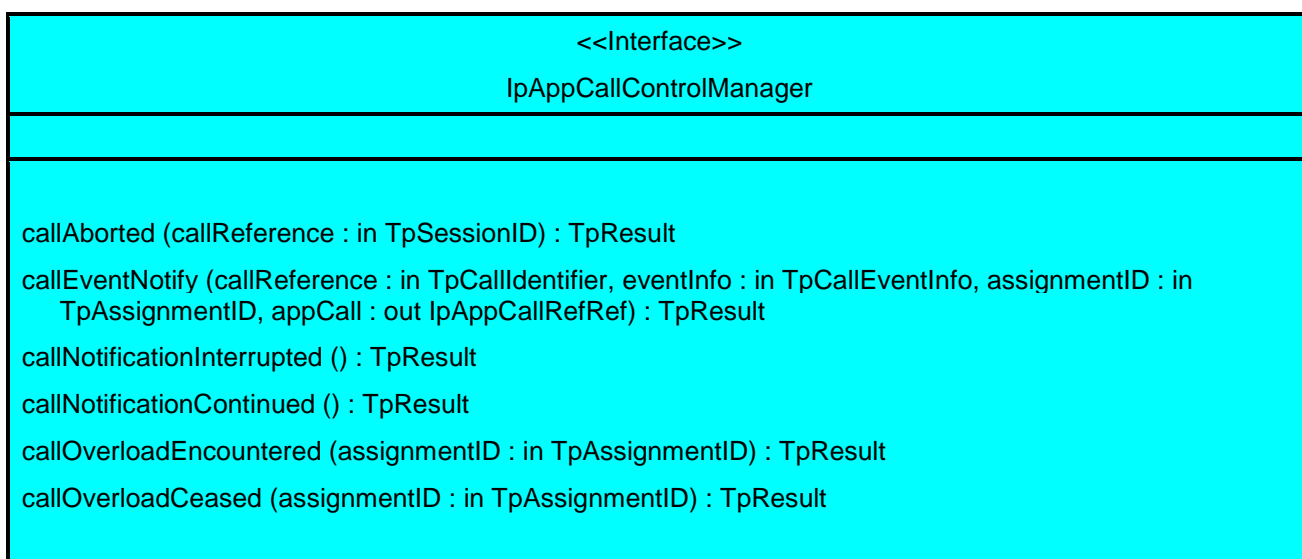 <<Interface>>
IpAppCallControlManager
callAborted (callReference : in TpSessionID) : TpResult
callEventNotify (callReference : in TpCallIdentifier, eventInfo : in TpCallEventInfo, assignmentID : in
TpAssignmentID, appCall : out IpAppCallRefRef) : TpResult
callNotificationInterrupted () : TpResult
callNotificationContinued () : TpResult
callOverloadEncountered (assignmentID : in TpAssignmentID) : TpResult
callOverloadCeased (assignmentID : in TpAssignmentID) : TpResult